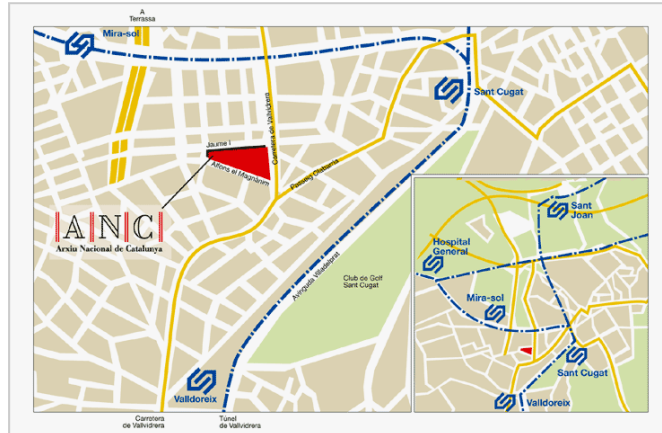 A
Terrassa
Mira-sol
Sant Cugat
Jaume I
Alfons el Magnànim
Carretera de Vallvidrera
Passeig Olabarria
ANC
Arxiu Nacional de Catalunya
Avinguda Villadelprat
Club de Golf
Sant Cugat
Valldoreix
Carretera
de Vallvidrera
Túnel
de Vallvidrera
Sant
Joan
Hospital
General
Mira-sol
Sant Cugat
Valldoreix